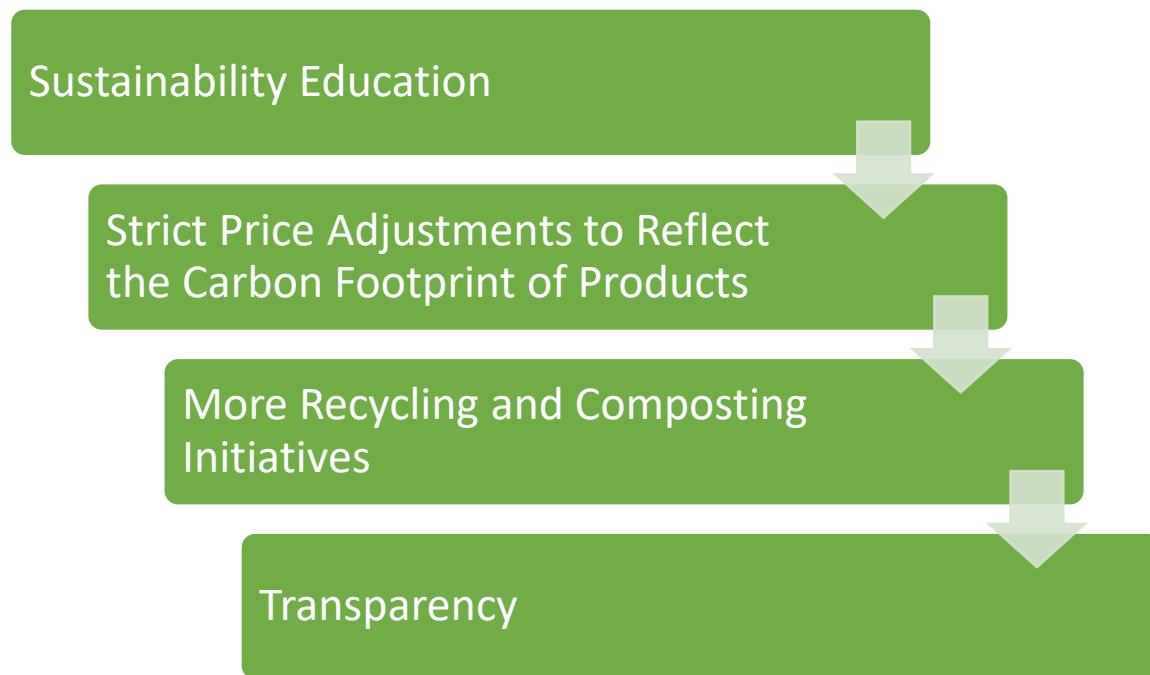 Sustainability Education
Strict Price Adjustments to Reflect
the Carbon Footprint of Products
More Recycling and Composting
Initiatives
Transparency